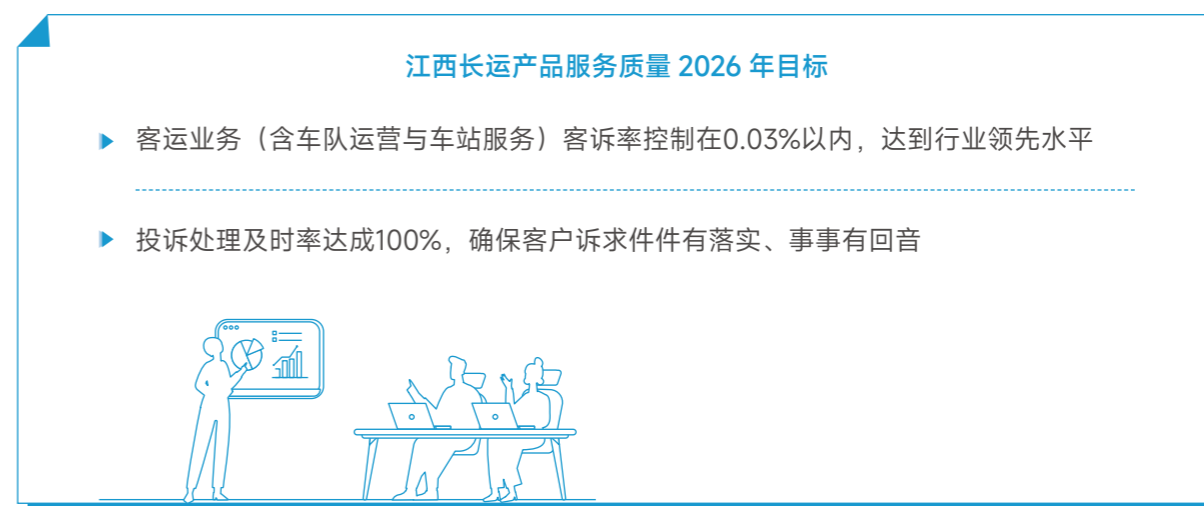 江西长运产品服务质量 2026 年目标
客运业务（含车队运营与车站服务）客诉率控制在0.03%以内，达到行业领先水平
投诉处理及时率达成100%，确保客户诉求件件有落实、事事有回音